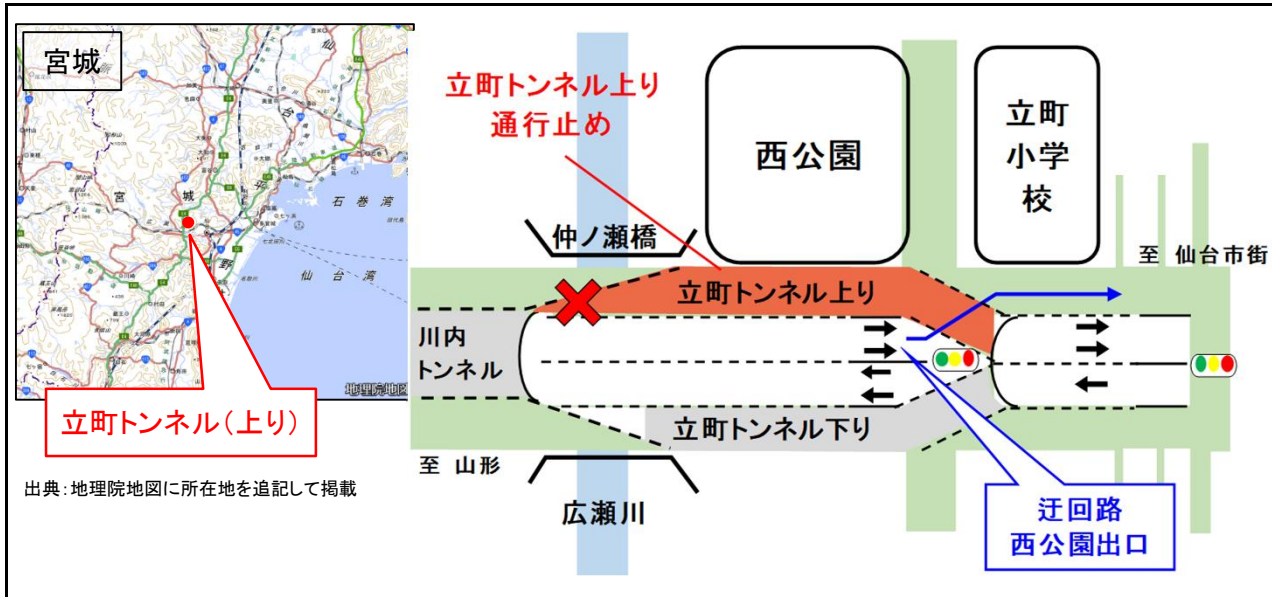 宮城
石巻湾
仙台湾
地理院地図
立町トンネル(上り)
出典:地理院地図に所在地を追記して掲載
立町トンネル上り
通行止め
西公園
立町
小学
校
仲ノ瀬橋
至 仙台市街
立町トンネル上り
川内
トンネル
立町トンネル下り
至 山形
広瀬川
迂回路
西公園出口